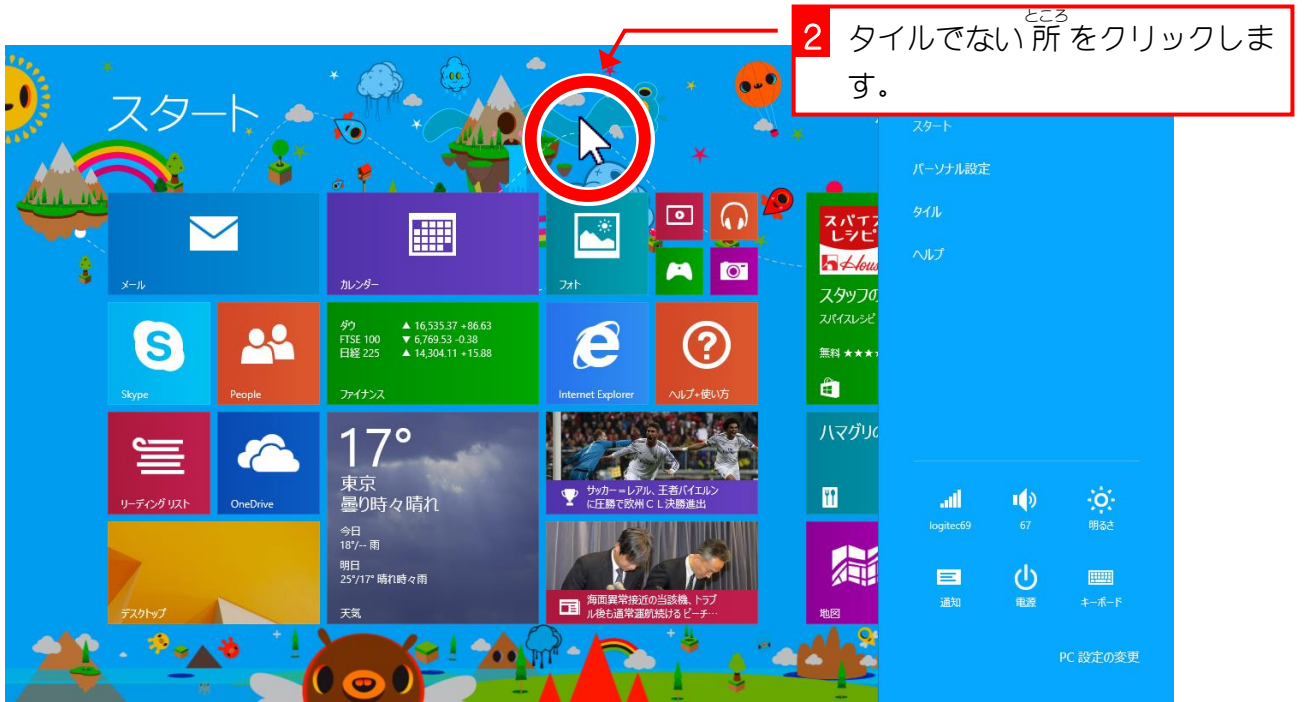 2
ところ
タイルでない所をクリックしま
す。
スタート
スタート
パーソナル設定
タイル
ヘルプ
メール
カレンダー
フォト
スパイス
レシピ
House
スタッフの
スパイスレシピ
無料 ★★★
Skype
People
ダウ ▲ 16,535.37 +86.63
FTSE 100 ▼ 6,769.53 -0.38
日経 225 ▲ 14,304.11 +15.88
ファイナンス
Internet Explorer
ヘルプ+使い方
リーディング リスト
OneDrive
17°
東京
曇り時々晴れ
今日
18°/-- 雨
明日
25°/17° 晴れ時々雨
天気
サッカー=レアル、王者バイエルン
に圧勝で欧州ＣＬ決勝進出
ハマグリの
デスクトップ
海面異常接近の当該機、トラブ
ル後も通常運航続ける ピーチ…
地図
logitec69
67
明るさ
通知
電源
キーボード
PC 設定の変更